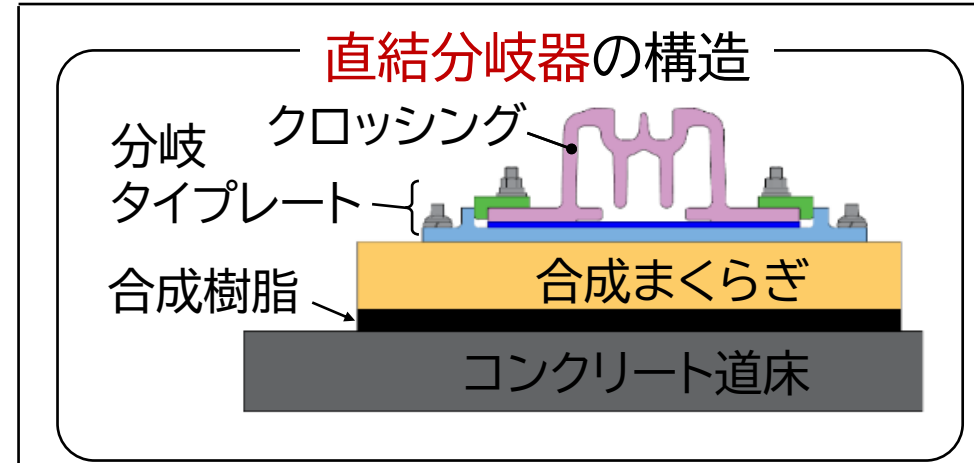 直結分岐器の構造
クロッシング
分岐
タイプレート
合成樹脂
合成まくらぎ
コンクリート道床